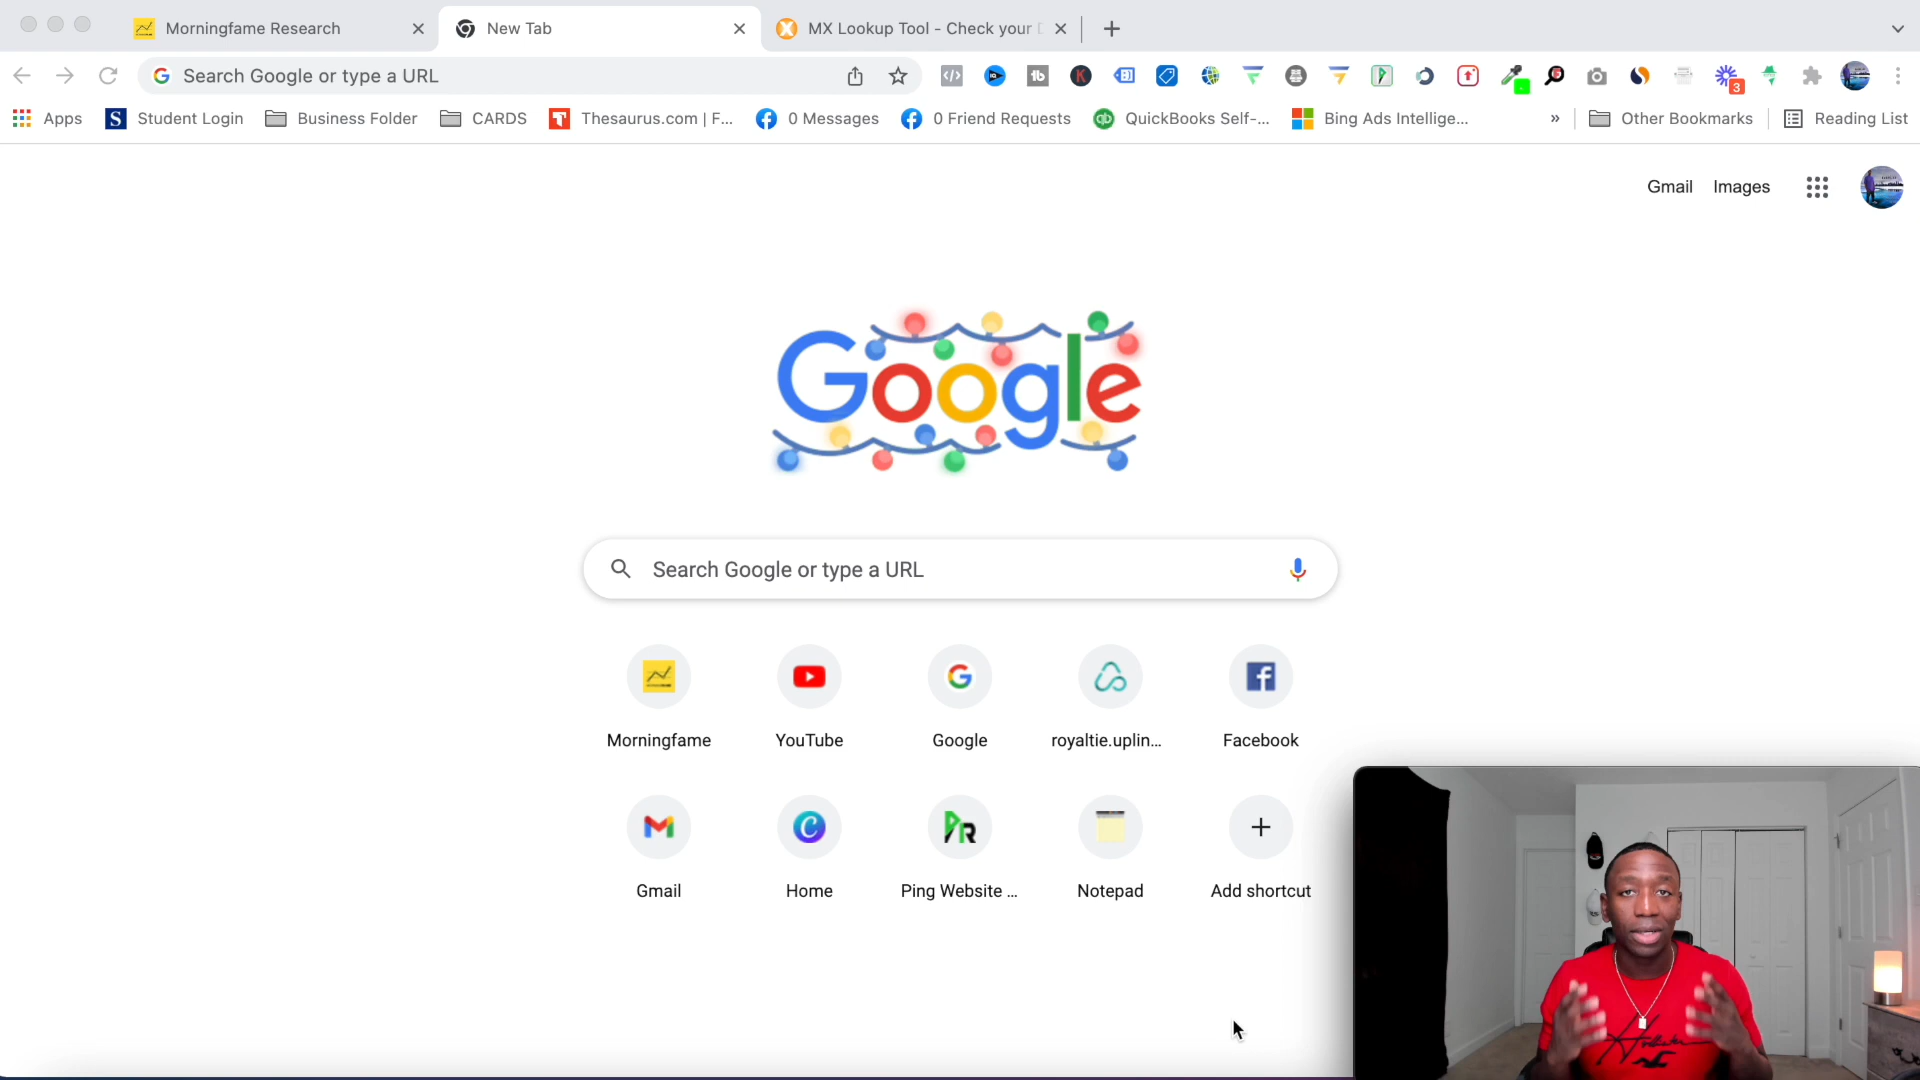 Morningfame Research
New Tab
MX Lookup Tool - Check your D
Search Google or type a URL
3
Apps
Student Login
Business Folder
CARDS
Thesaurus.com | F...
0 Messages
0 Friend Requests
QuickBooks Self-...
Bing Ads Intellige...
»
Other Bookmarks
Reading List
Gmail
Images
Google
Search Google or type a URL
Morningfame
YouTube
Google
royaltie.uplin...
Facebook
Gmail
Home
Ping Website ...
Notepad
Add shortcut